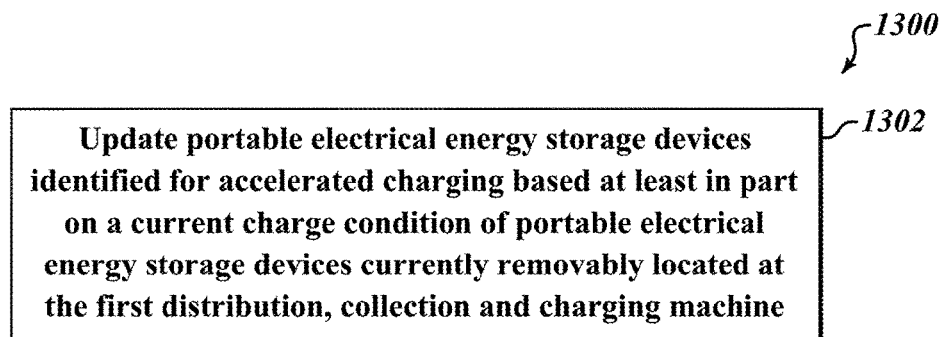 1300
1302
Update portable electrical energy storage devices
identified for accelerated charging based at least in part
on a current charge condition of portable electrical
energy storage devices currently removably located at
the first distribution, collection and charging machine